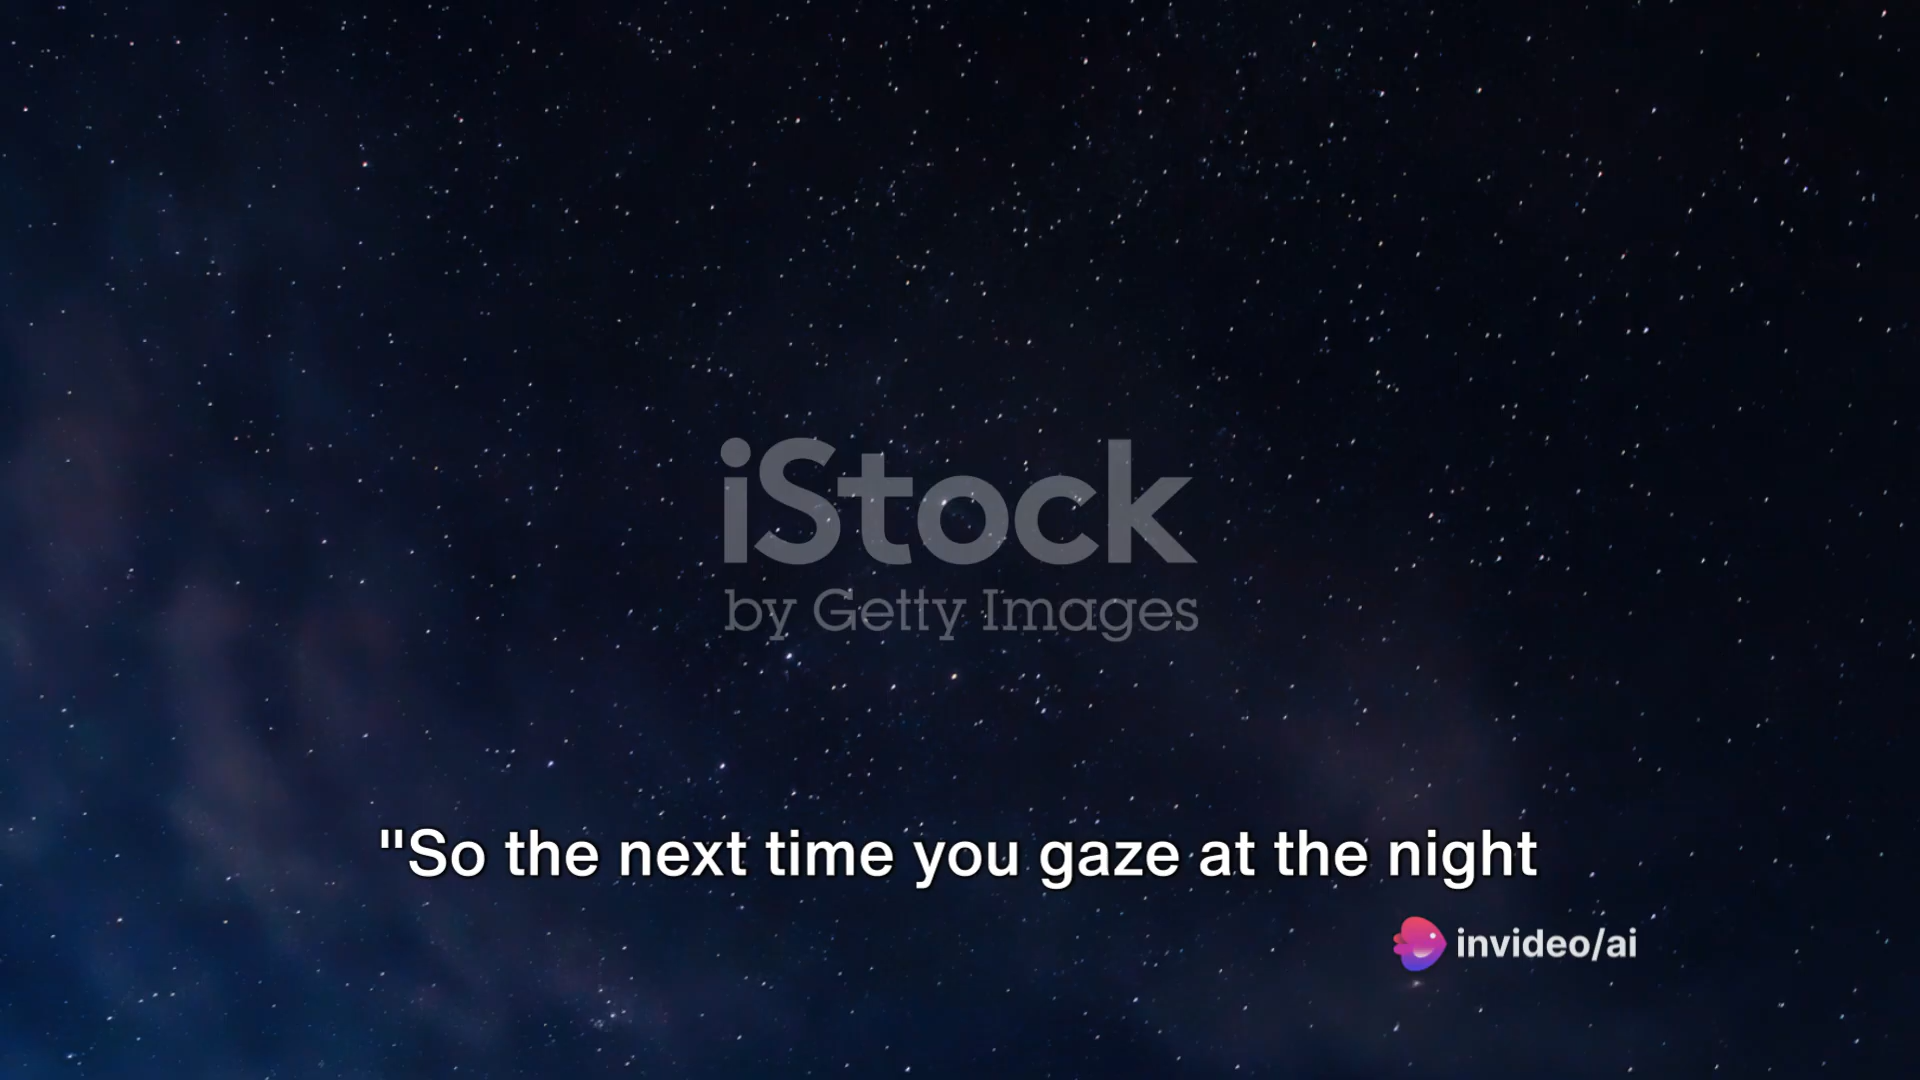 iStock
by Getty Images
"So the next time you gaze at the night
invideo/ai